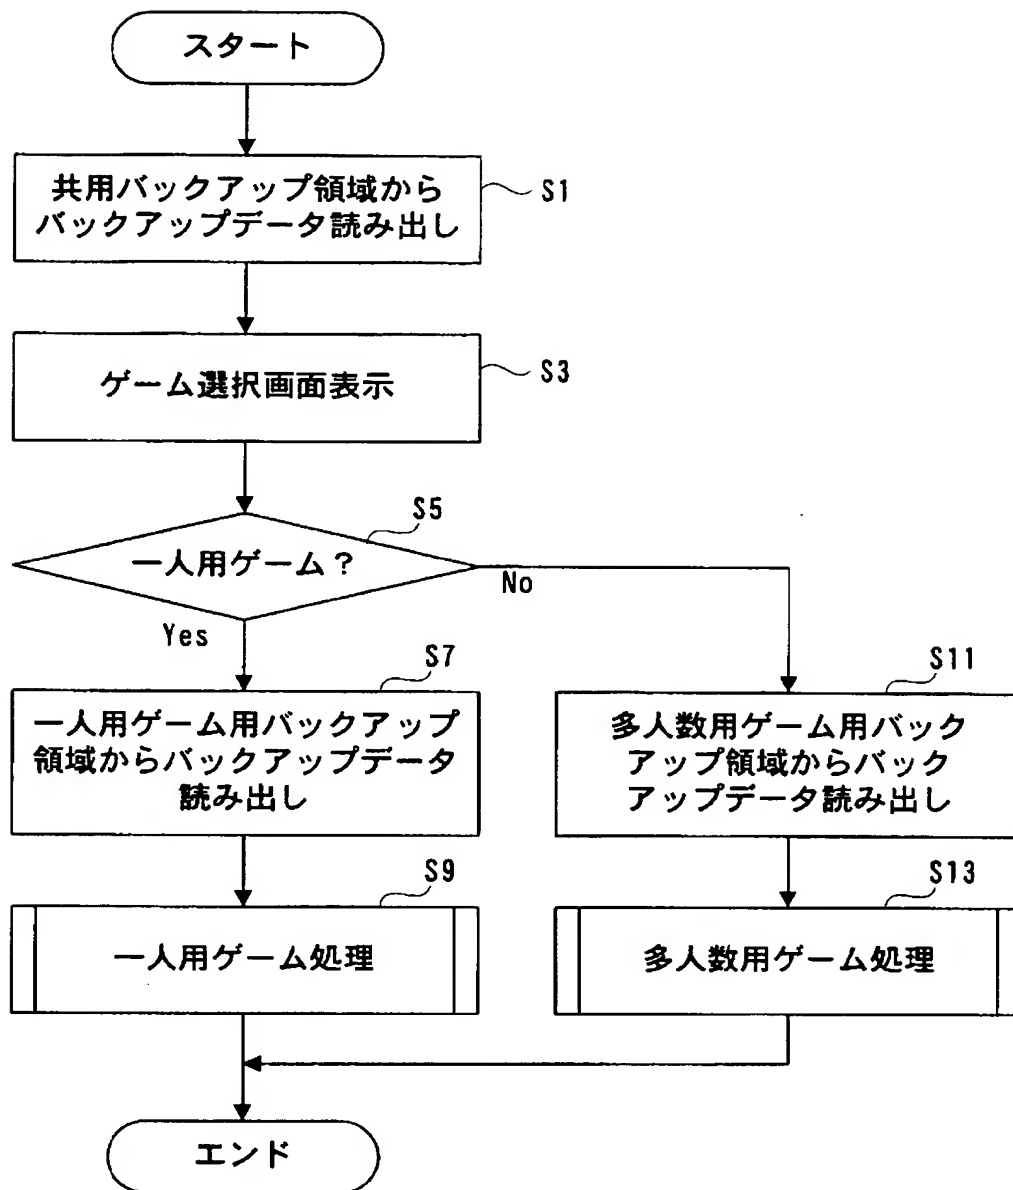 スタート
共用バックアップ領域から
バックアップデータ読み出し
S1
ゲーム選択画面表示
S3
S5
一人用ゲーム？
No
Yes
S7
一人用ゲーム用バックアップ
領域からバックアップデータ
読み出し
S11
多人数用ゲーム用バック
アップ領域からバック
アップデータ読み出し
S9
一人用ゲーム処理
S13
多人数用ゲーム処理
エンド